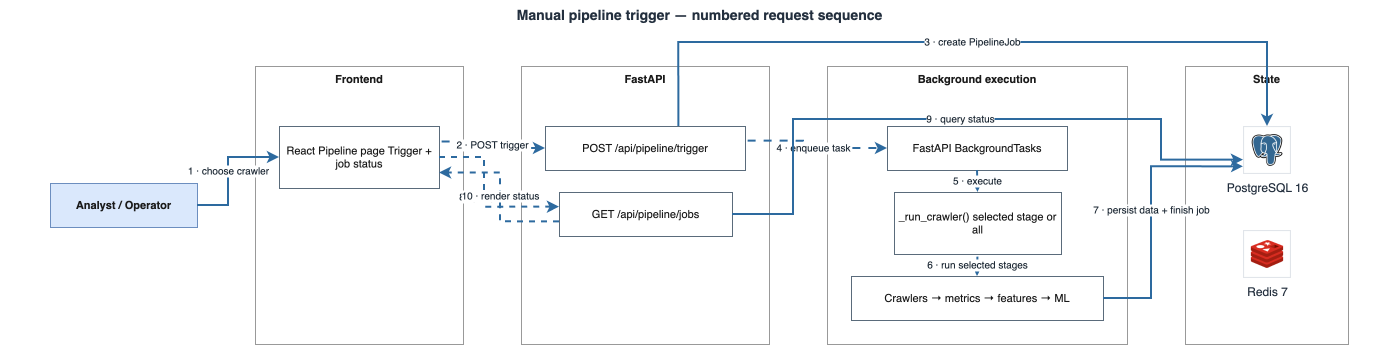 Manual pipeline trigger — numbered request sequence
3 · create PipelineJob
Frontend
FastAPI
Background execution
State
9 · query status
React Pipeline page Trigger +
job status
2 · POST trigger
POST /api/pipeline/trigger
4 · enqueue task
FastAPI BackgroundTasks
1 · choose crawler
5 · execute
PostgreSQL 16
Analyst / Operator
10 · render status
GET /api/pipeline/jobs
_run_crawler() selected stage or
all
7 · persist data + finish job
6 · run selected stages
Crawlers → metrics → features → ML
Redis 7